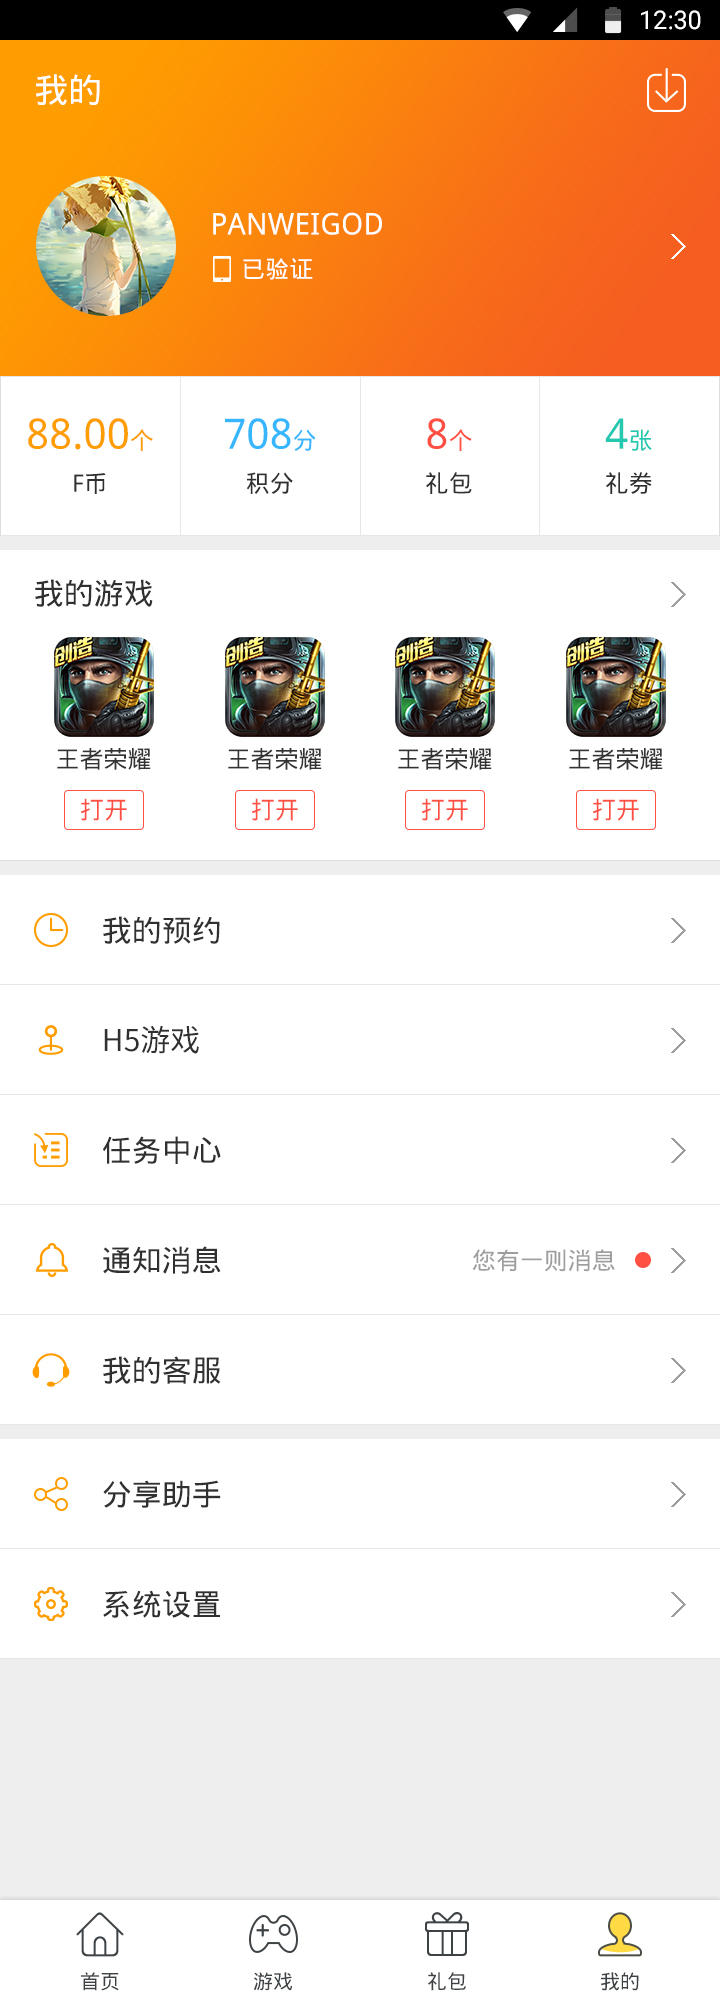 12:30
我的
PANWEIGOD
已验证
88.00个
708分
8个
4张
F币
积分
礼包
礼券
我的游戏
创造
创造
创造
创造
王者荣耀
王者荣耀
王者荣耀
王者荣耀
打开
打开
打开
打开
我的预约
H5游戏
任务中心
通知消息
您有一则消息
我的客服
分享助手
系统设置
首页
游戏
礼包
我的